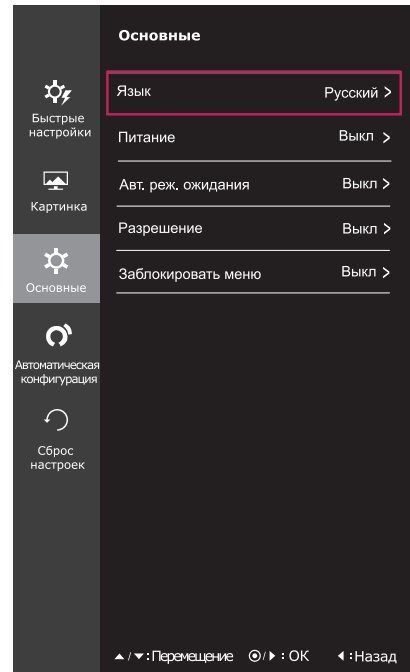 Основные
Быстрые
настройки
Картинка
Основные
Автоматическая
конфигурация
Сброс
настроек
Язык Русский >
Питание Выкл >
Авт. реж. ожидания Выкл >
Разрешение Выкл >
Заблокировать меню Выкл >
▲/▼:Перемещение ⦿/▶ : ОК ◀ :Назад